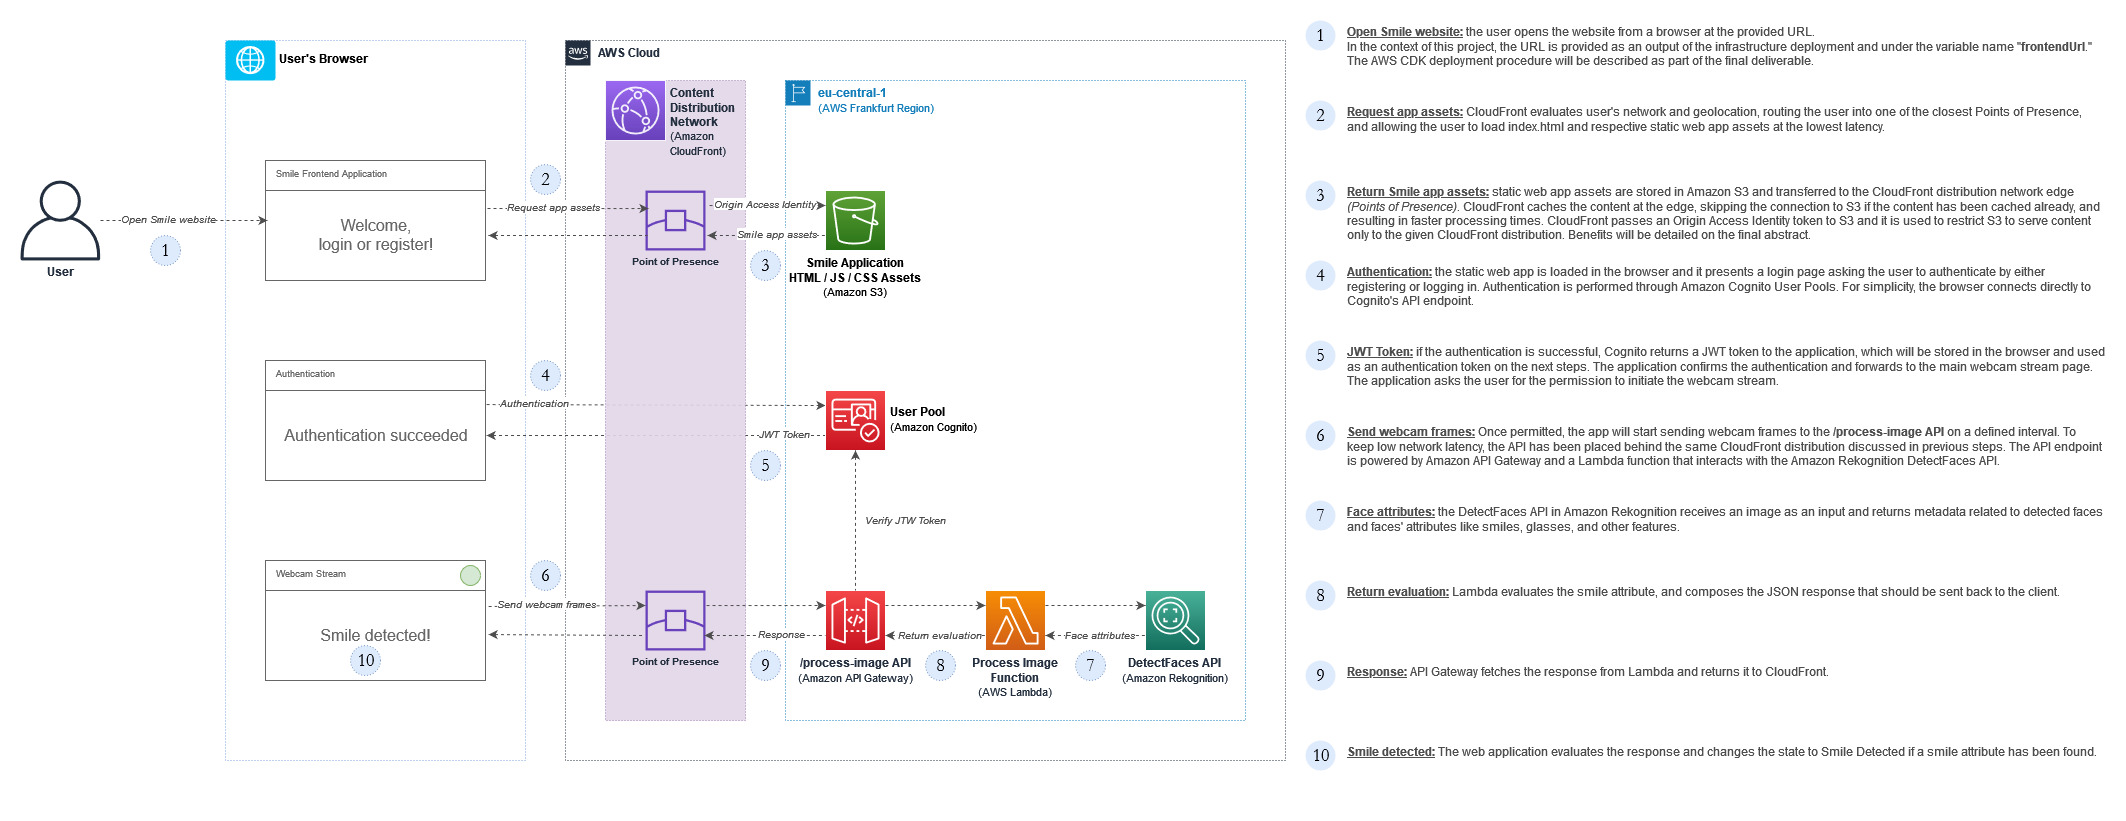 User's Browser
aws
AWS Cloud
Content
Distribution
Network
(Amazon
CloudFront)
eu-central-1
(AWS Frankfurt Region)
Smile Frontend Application
Welcome,
login or register!
Open Smile website
1
User
2
Request app assets
Point of Presence
Origin Access Identity
Smile app assets
3
Smile Application
HTML / JS / CSS Assets
(Amazon S3)
Authentication
Authentication succeeded
4
Authentication
JWT Token
5
User Pool
(Amazon Cognito)
Verify JTW Token
Webcam Stream
Smile detected!
10
6
Send webcam frames
Point of Presence
Response
9
</>
/process-image API
(Amazon API Gateway)
Return evaluation
8
Process Image
Function
(AWS Lambda)
Face attributes
7
DetectFaces API
(Amazon Rekognition)
1
Open Smile website: the user opens the website from a browser at the provided URL.
In the context of this project, the URL is provided as an output of the infrastructure deployment and under the variable name "frontendUrl."
The AWS CDK deployment procedure will be described as part of the final deliverable.
2
Request app assets: CloudFront evaluates user's network and geolocation, routing the user into one of the closest Points of Presence,
and allowing the user to load index.html and respective static web app assets at the lowest latency.
3
Return Smile app assets: static web app assets are stored in Amazon S3 and transferred to the CloudFront distribution network edge
(Points of Presence). CloudFront caches the content at the edge, skipping the connection to S3 if the content has been cached already, and
resulting in faster processing times. CloudFront passes an Origin Access Identity token to S3 and it is used to restrict S3 to serve content
only to the given CloudFront distribution. Benefits will be detailed on the final abstract.
4
Authentication: the static web app is loaded in the browser and it presents a login page asking the user to authenticate by either
registering or logging in. Authentication is performed through Amazon Cognito User Pools. For simplicity, the browser connects directly to
Cognito's API endpoint.
5
JWT Token: if the authentication is successful, Cognito returns a JWT token to the application, which will be stored in the browser and used
as an authentication token on the next steps. The application confirms the authentication and forwards to the main webcam stream page.
The application asks the user for the permission to initiate the webcam stream.
6
Send webcam frames: Once permitted, the app will start sending webcam frames to the /process-image API on a defined interval. To
keep low network latency, the API has been placed behind the same CloudFront distribution discussed in previous steps. The API endpoint
is powered by Amazon API Gateway and a Lambda function that interacts with the Amazon Rekognition DetectFaces API.
7
Face attributes: the DetectFaces API in Amazon Rekognition receives an image as an input and returns metadata related to detected faces
and faces' attributes like smiles, glasses, and other features.
8
Return evaluation: Lambda evaluates the smile attribute, and composes the JSON response that should be sent back to the client.
9
Response: API Gateway fetches the response from Lambda and returns it to CloudFront.
10
Smile detected: The web application evaluates the response and changes the state to Smile Detected if a smile attribute has been found.